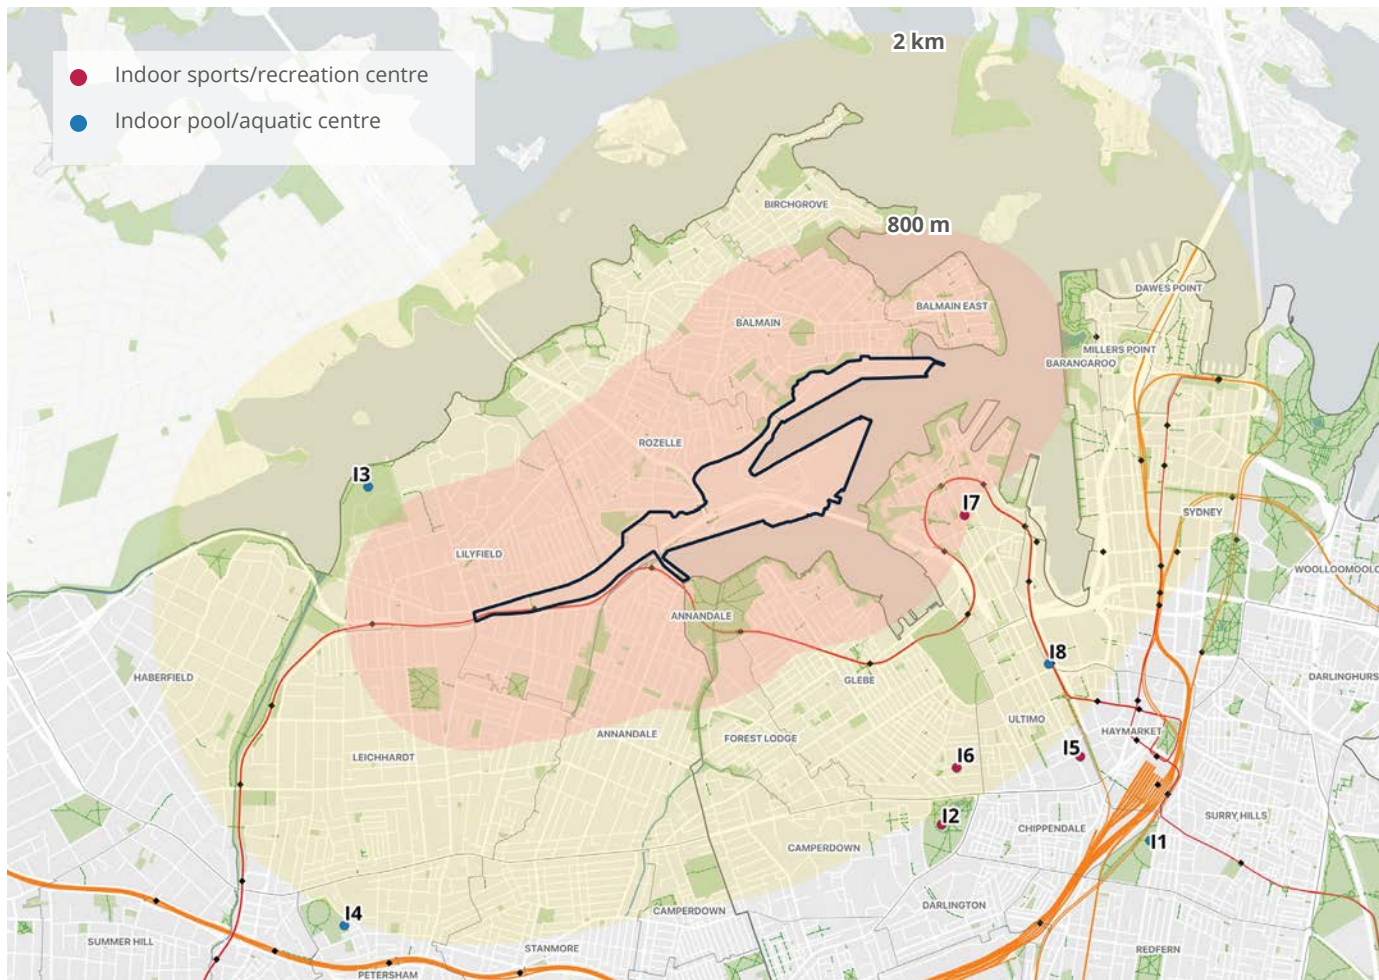 2 km
Indoor sports/recreation centre
Indoor pool/aquatic centre
BIRCHGROVE
800 m
DAWES POINT
BALMAIN EAST
BALMAIN
MILLERS POINT
BARANGAROO
ROZELLE
I3
I7
SYDNEY
LILYFIELD
WOOLLOOMOOLO
ANNANDALE
I8
HABERFIELD
GLEBE
DARLINGHURS
ULTIMO
ANNANDALE
FOREST LODGE
HAYMARKET
I5
LEICHHARDT
I6
I2
SURRY HILLS
CHIPPENDALE
I1
CAMPERDOWN
DARLINGTON
I4
CAMPERDOWN
SUMMER HILL
STANMORE
REDFERN
PETERSHAM